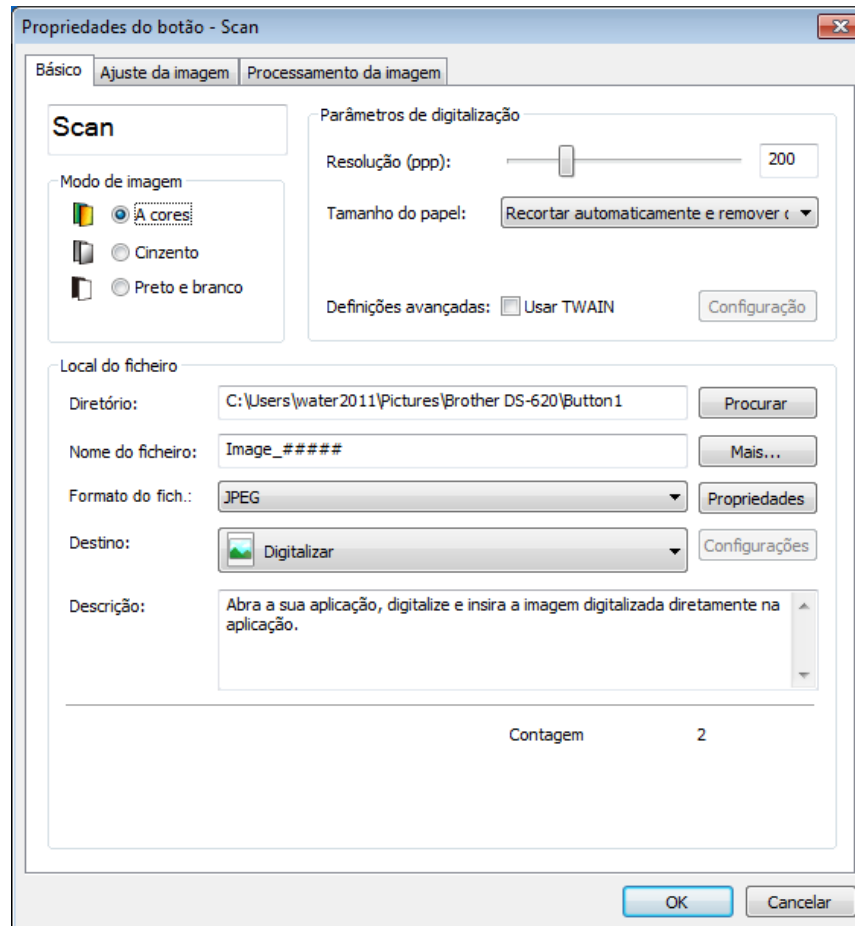 Propriedades do botão - Scan
Básico
Ajuste da imagem
Processamento da imagem
Scan
Modo de imagem
A cores
Cinzento
Preto e branco
Parâmetros de digitalização
Resolução (ppp):
200
Tamanho do papel:
Recortar automaticamente e remover
Definições avançadas:
Usar TWAIN
Configuração
Local do ficheiro
Diretório:
C:\Users\water2011\Pictures\Brother DS-620\Button1
Procurar
Nome do ficheiro:
Image_#####
Mais...
Formato do fich.:
JPEG
Propriedades
Destino:
Digitalizar
Configurações
Descrição:
Abra a sua aplicação, digitalize e insira a imagem digitalizada diretamente na
aplicação.
Contagem
2
OK
Cancelar